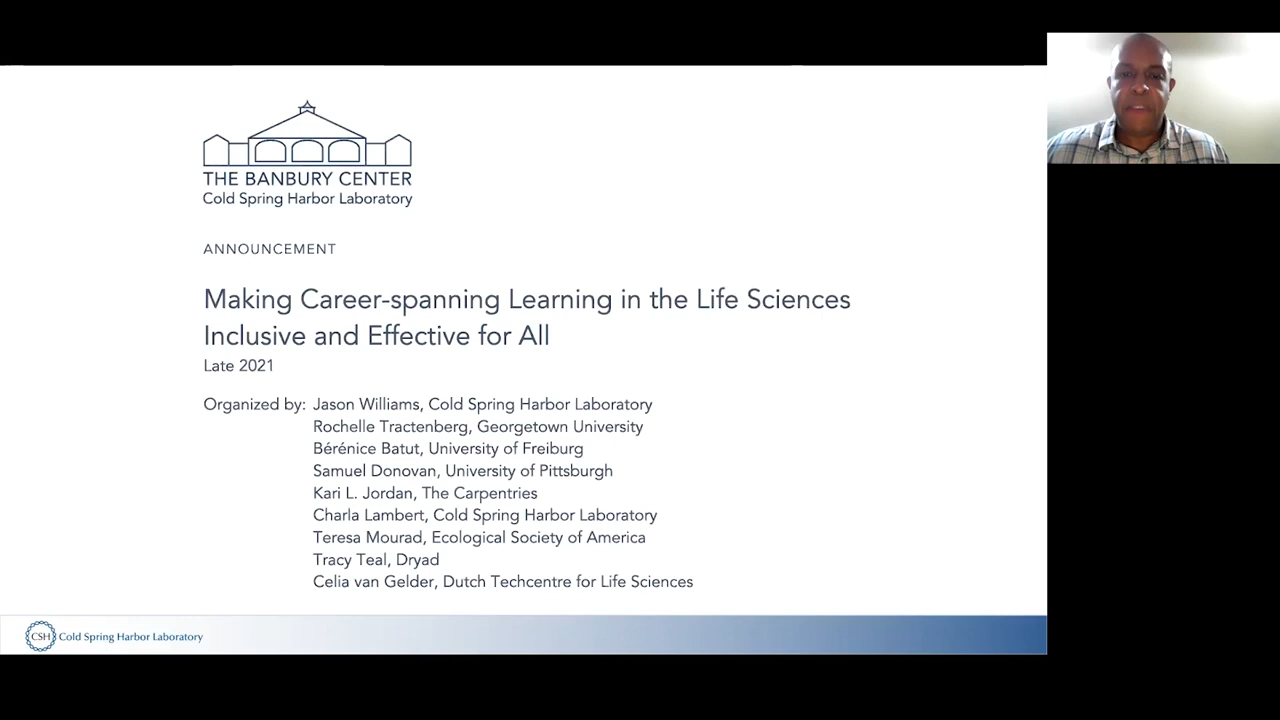 THE BANBURY CENTER
Cold Spring Harbor Laboratory
ANNOUNCEMENT
Making Career-spanning Learning in the Life Sciences
Inclusive and Effective for All
Late 2021
Organized by: Jason Williams, Cold Spring Harbor Laboratory
Rochelle Tractenberg, Georgetown University
Bérénice Batut, University of Freiburg
Samuel Donovan, University of Pittsburgh
Kari L. Jordan, The Carpentries
Charla Lambert, Cold Spring Harbor Laboratory
Teresa Mourad, Ecological Society of America
Tracy Teal, Dryad
Celia van Gelder, Dutch Techcentre for Life Sciences
CSH Cold Spring Harbor Laboratory